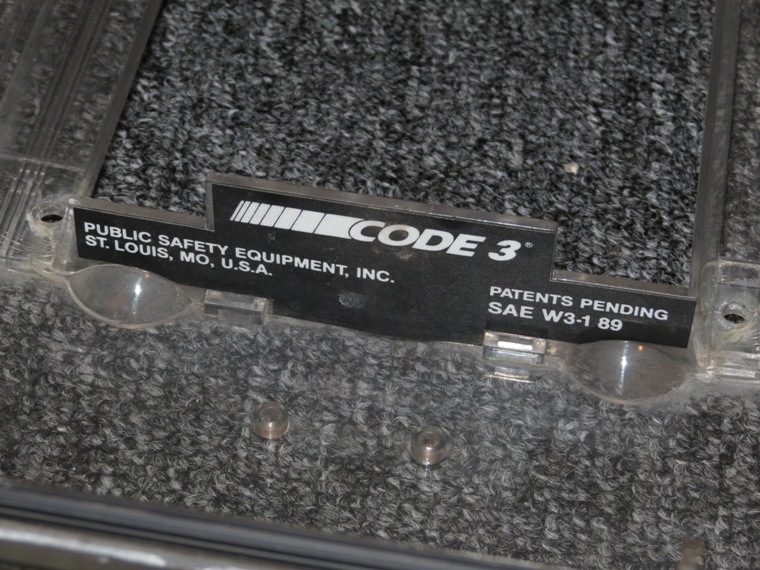 CODE 3®
PUBLIC SAFETY EQUIPMENT, INC.
ST. LOUIS, MO, U.S.A.
PATENTS PENDING
SAE W3-1 89